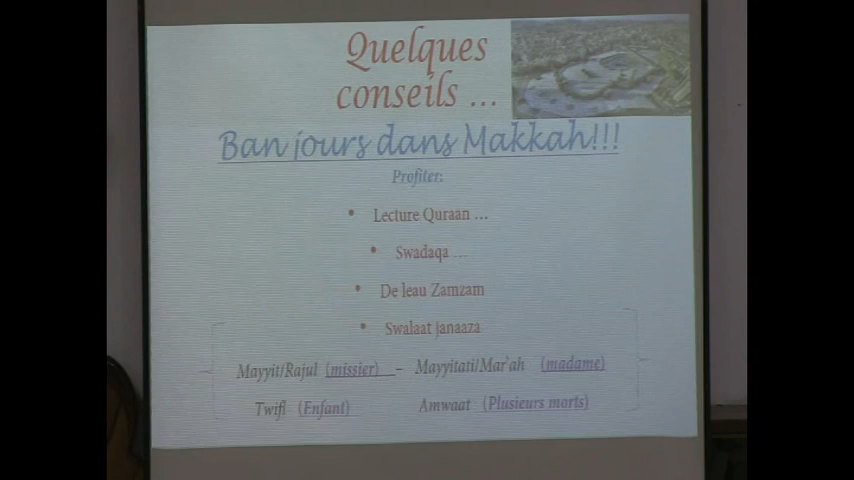 Quelques
conseils ...
Ban jours dans Makkah!!!
Profiter:
• Lecture Quraan ...
• Swadaqa ...
• De leau Zamzam
• Swalaat Janaaza
Mayyit/Rajul (missier) – Mayyitati/Mar'ah (madame)
Twifl (Enfant) Amwaat (Plusieurs morts)